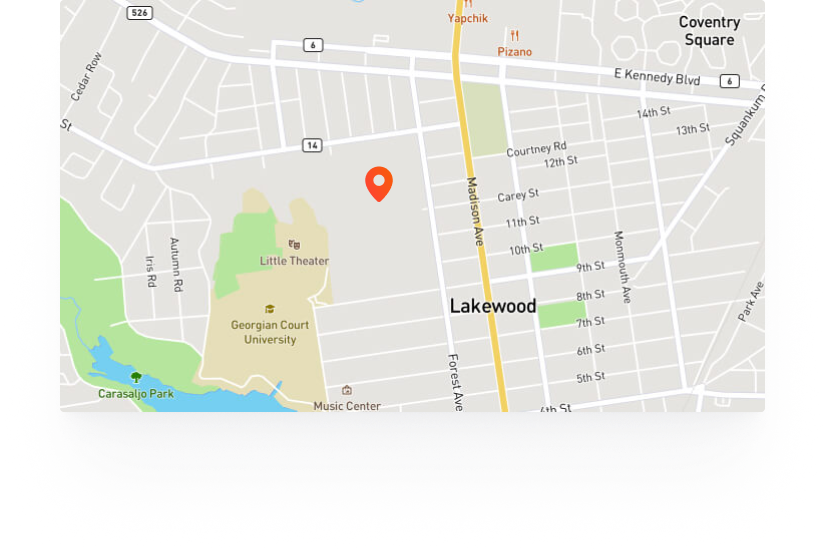 526
Yapchik
Coventry
Square
6
Pizano
Cedar Row
E Kennedy Blvd
6
14th St
13th St
Squankum
St
14
Courtney Rd
12th St
Madison Ave
Carey St
11th St
10th St
Iris Rd
Autumn Rd
Little Theater
Monmouth Ave
9th St
8th St
Park Ave
Lakewood
Georgian Court
University
7th St
6th St
5th St
Forest Ave
Carasaljo Park
Music Center
4th St